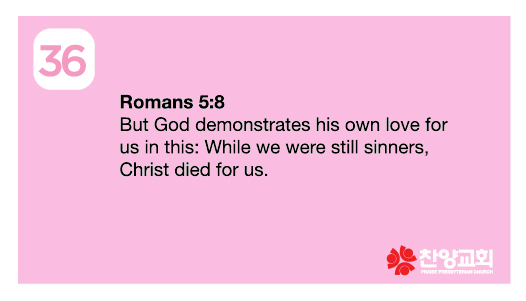 36
Romans 5:8
But God demonstrates his own love for
us in this: While we were still sinners,
Christ died for us.
찬양교회
PRAISE PRESBYTERIAN CHURCH